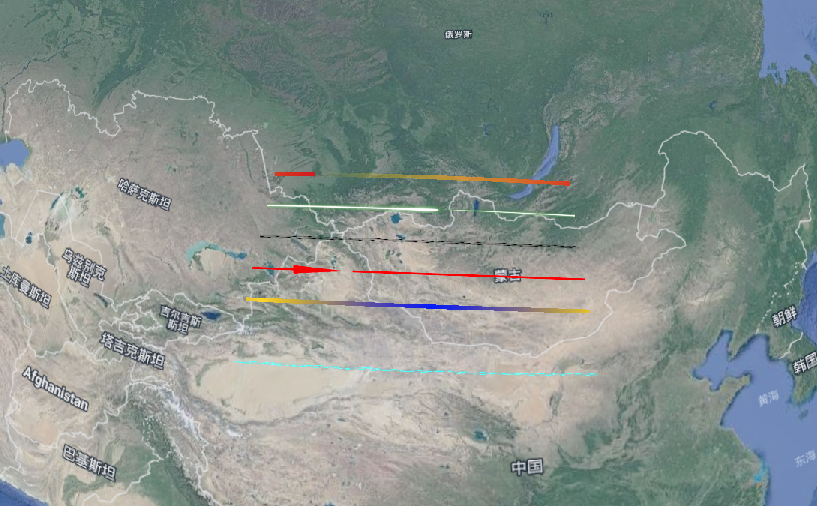 俄罗斯
哈萨克斯坦
乌兹别克
斯坦
土库曼斯坦
蒙古
吉尔吉斯
斯坦
朝鲜
塔吉克斯坦
韩国
Afghanistan
黄海
巴基斯坦
中国
东海